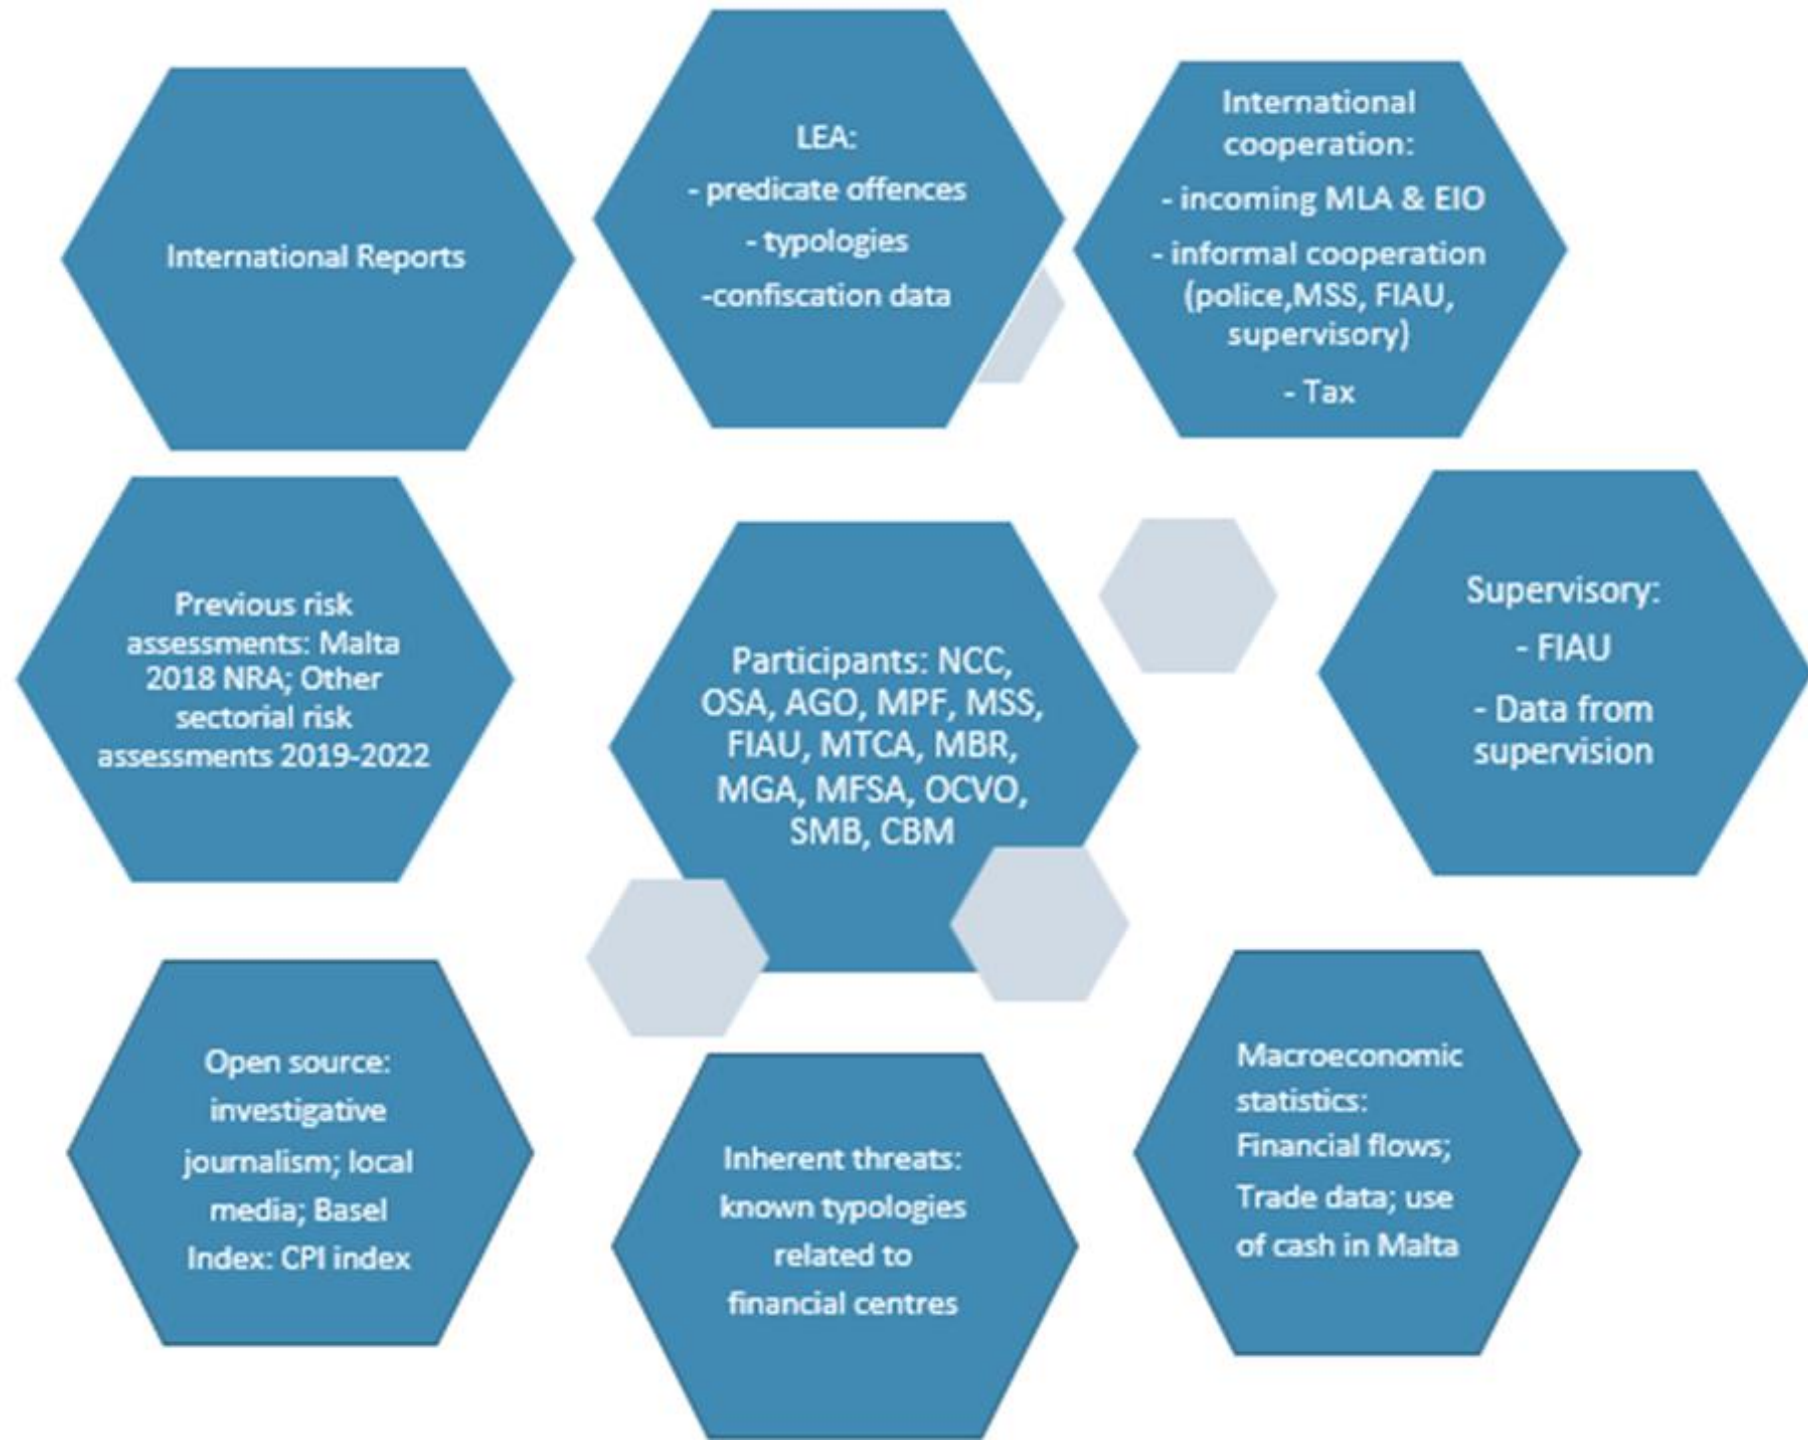 International Reports
LEA:
- predicate offences
- typologies
-confiscation data
International
cooperation:
- incoming MLA & EIO
- informal cooperation
(police,MSS, FIAU,
supervisory)
- Tax
Previous risk
assessments: Malta
2018 NRA; Other
sectorial risk
assessments 2019-2022
Participants: NCC,
OSA, AGO, MPF, MSS,
FIAU, MTCA, MBR,
MGA, MFSA, OCVO,
SMB, CBM
Supervisory:
- FIAU
- Data from
supervision
Open source:
investigative
journalism; local
media; Basel
Index: CPI index
Inherent threats:
known typologies
related to
financial centres
Macroeconomic
statistics:
Financial flows;
Trade data; use
of cash in Malta